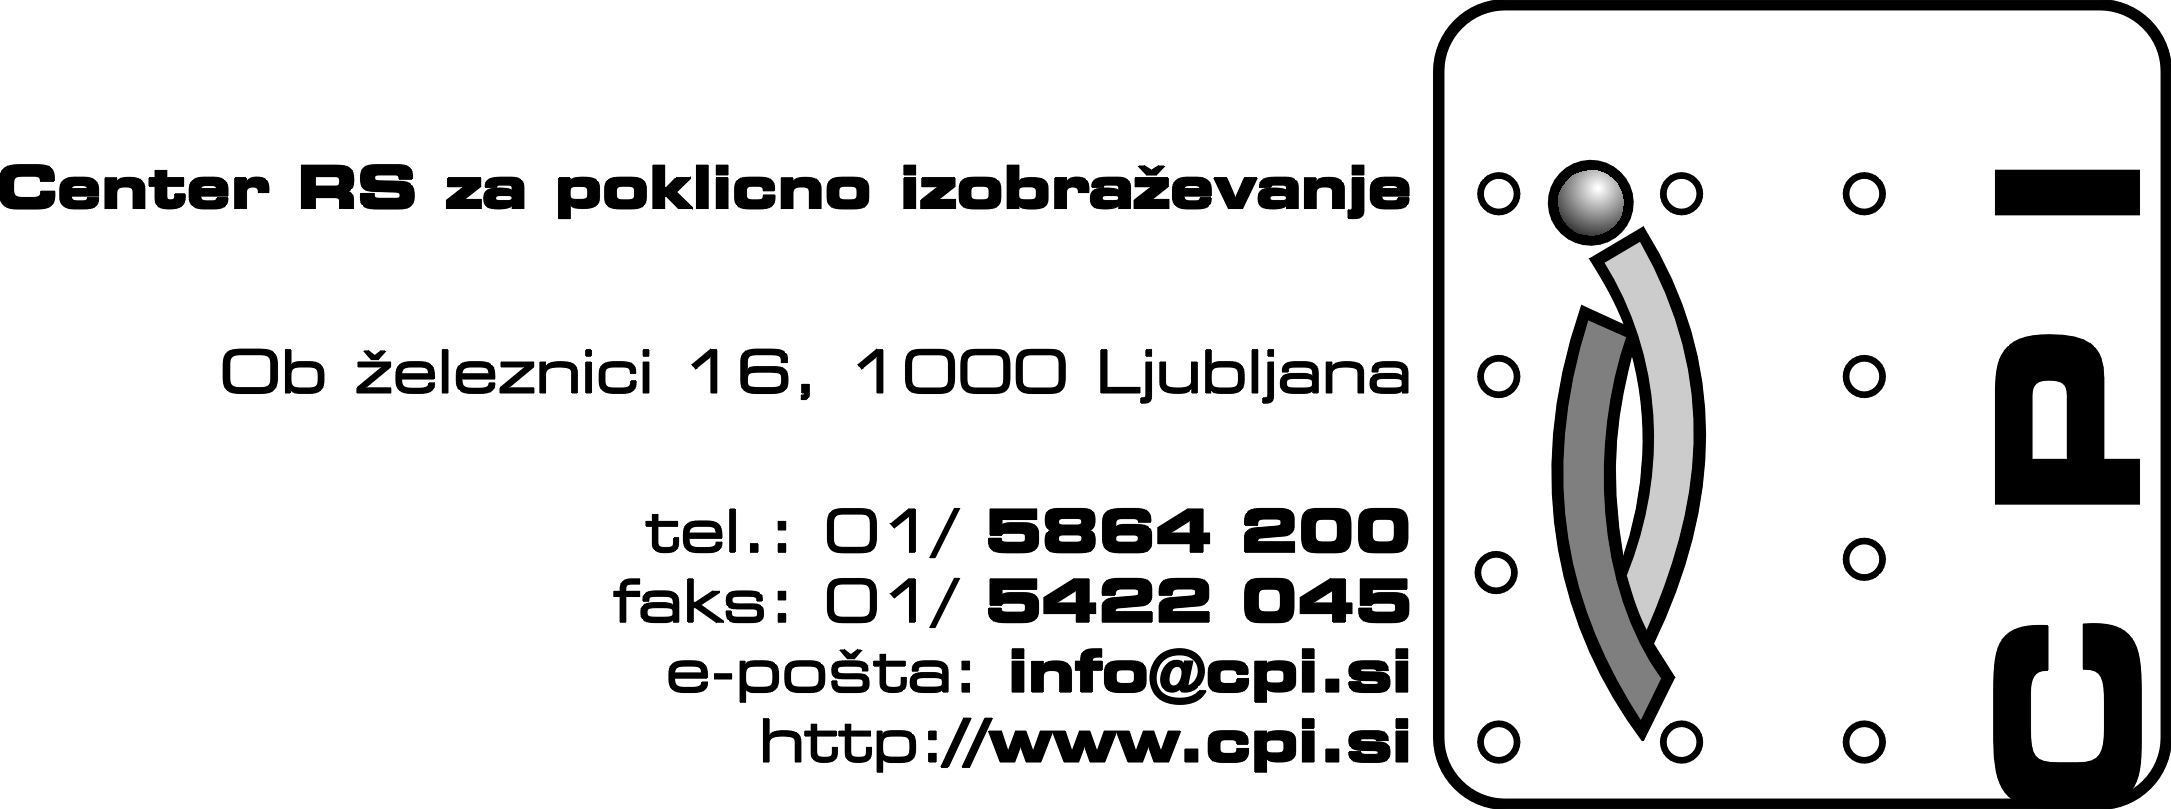 Center RS za poklicno izobraževanje
Ob železnici 16, 1000 Ljubljana
tel.: 01/ 5864 200
faks: 01/ 5422 045
e-pošta: info@cpi.si
http://www.cpi.si
CPI